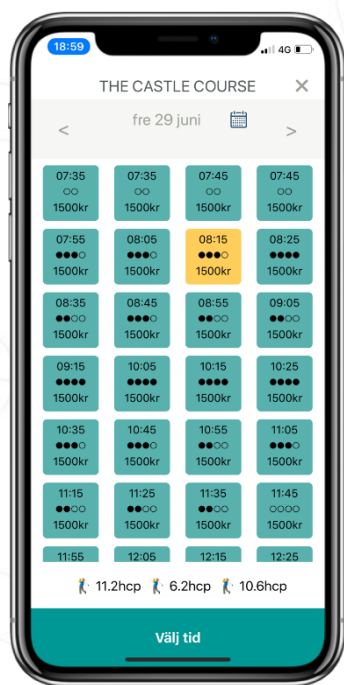 18:59 4G
THE CASTLE COURSE ×
< fre 29 juni >
07:35 07:35 07:45 07:45
○○ ○○ ○○ ○○
1500kr 1500kr 1500kr 1500kr
07:55 08:05 08:15 08:25
●●●○ ●●●○ ●●●○ ●●●●
1500kr 1500kr 1500kr 1500kr
08:35 08:45 08:55 09:05
●●○○ ●●●○ ●●○○ ●●○○
1500kr 1500kr 1500kr 1500kr
09:15 10:05 10:15 10:25
●●●● ●●●● ●●●● ●●●●
1500kr 1500kr 1500kr 1500kr
10:35 10:45 10:55 11:05
●●●○ ●●●○ ●●○○ ●●●○
1500kr 1500kr 1500kr 1500kr
11:15 11:25 11:35 11:45
●●○○ ●●○○ ●●○○ ○○○○
1500kr 1500kr 1500kr 1500kr
11:55 12:05 12:15 12:25
11.2hcp 6.2hcp 10.6hcp
Välj tid